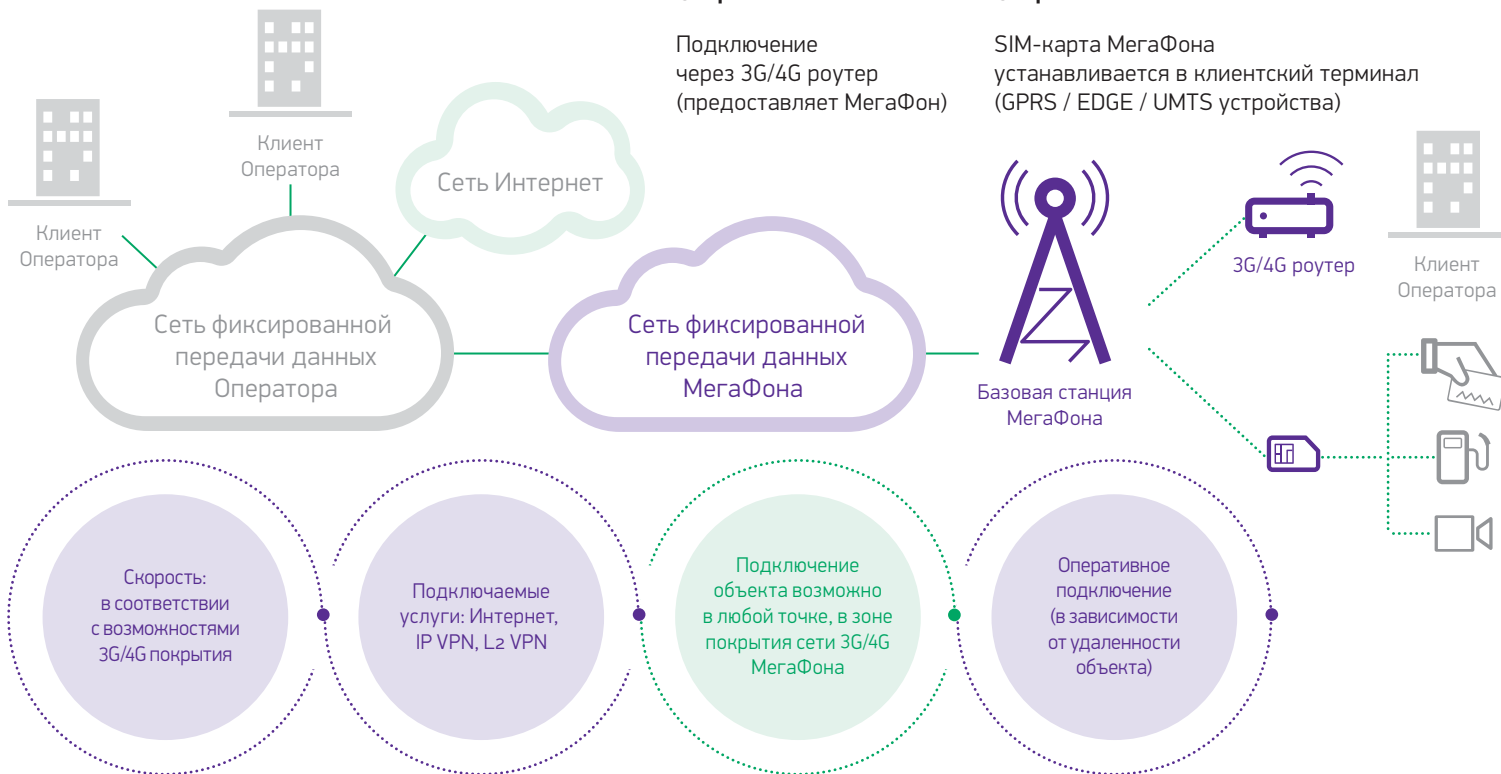 Подключение
через 3G/4G роутер
(предоставляет МегаФон)
SIM-карта МегаФона
устанавливается в клиентский терминал
(GPRS / EDGE / UMTS устройства)
Клиент
Оператора
Клиент
Оператора
Сеть Интернет
3G/4G роутер
Клиент
Оператора
Сеть фиксированной
передачи данных
Оператора
Сеть фиксированной
передачи данных
МегаФона
Базовая станция
МегаФона
Скорость:
в соответствии
с возможностями
3G/4G покрытия
Подключаемые
услуги: Интернет,
IP VPN, L2 VPN
Подключение
объекта возможно
в любой точке, в зоне
покрытия сети 3G/4G
МегаФона
Оперативное
подключение
(в зависимости
от удаленности
объекта)